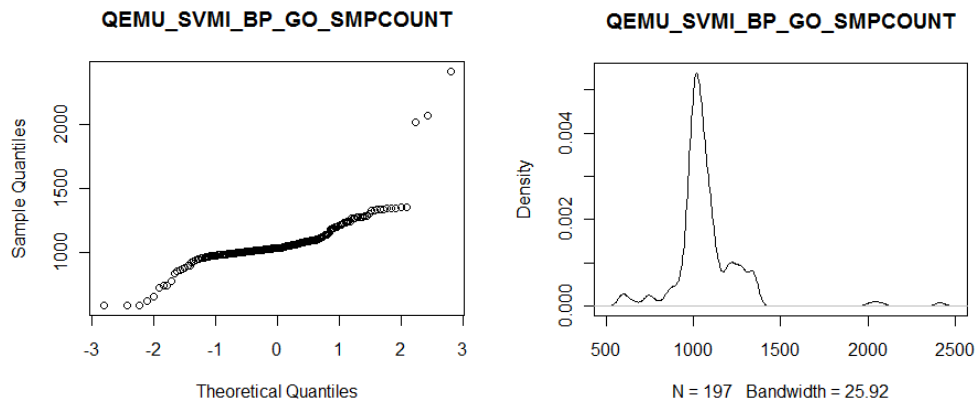 QEMU_SVMI_BP_GO_SMPCOUNT
Sample Quantiles
2000
1500
1000
-3 -2 -1 0 1 2 3
Theoretical Quantiles
QEMU_SVMI_BP_GO_SMPCOUNT
Density
0.004
0.002
0.000
500 1000 1500 2000 2500
N = 197 Bandwidth = 25.92